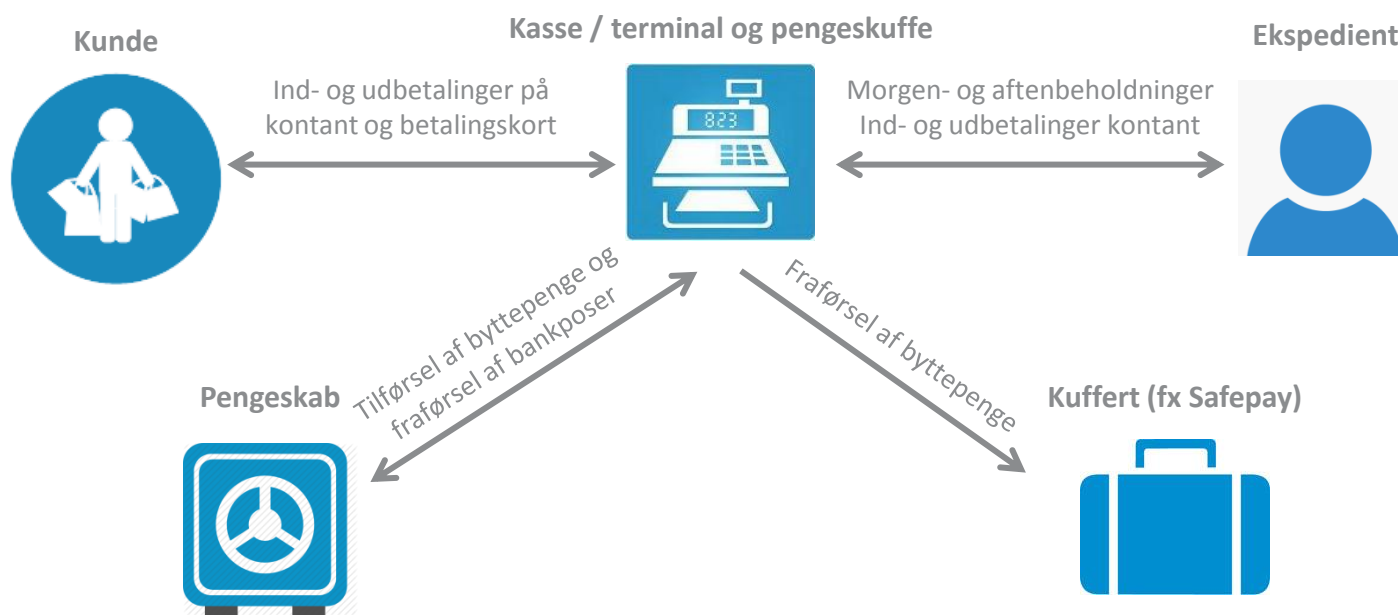 Kunde
Kasse / terminal og pengeskuffe
Ekspedient
Ind- og udbetalinger på
kontant og betalingskort
823
Morgen- og aftenbeholdninger
Ind- og udbetalinger kontant
Tilførsel af byttepenge og
fraførsel af bankposer
Fraførsel af byttepenge
Pengeskab
Kuffert (fx Safepay)